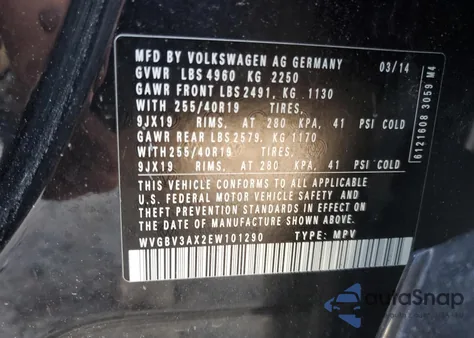 MFD BY VOLKSWAGEN AG GERMANY
GVWR LBS 4960 KG 2250 03/14
GAWR FRONT LBS 2491, KG 1130
WITH 255/40R19 TIRES,
9JX19 RIMS, AT 280 KPA, 41 PSI COLD
GAWR REAR LBS 2579, KG 1170
WITH 255/40R19 TIRES,
9JX19 RIMS, AT 280 KPA, 41 PSI COLD
THIS VEHICLE CONFORMS TO ALL APPLICABLE
U.S. FEDERAL MOTOR VEHICLE SAFETY AND
THEFT PREVENTION STANDARDS IN EFFECT ON
THE DATE OF MANUFACTURE SHOWN ABOVE.
WVGBV3AX2EW101290 TYPE: MPV
6121608 3059 M4
AuraSnap